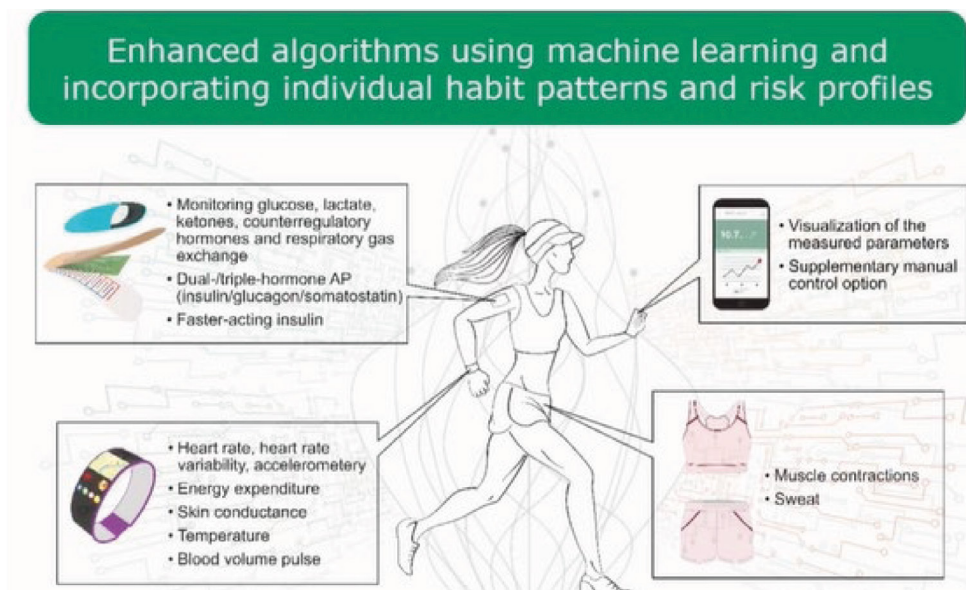 Enhanced algorithms using machine learning and
incorporating individual habit patterns and risk profiles
• Monitoring glucose, lactate,
ketones, counterregulatory
hormones and respiratory gas
exchange
• Dual-/triple-hormone AP
(insulin/glucagon/somatostatin)
• Faster-acting insulin
10.7
• Visualization of the
measured parameters
• Supplementary manual
control option
• Heart rate, heart rate
variability, accelerometery
• Energy expenditure
• Skin conductance
• Temperature
• Blood volume pulse
• Muscle contractions
• Sweat